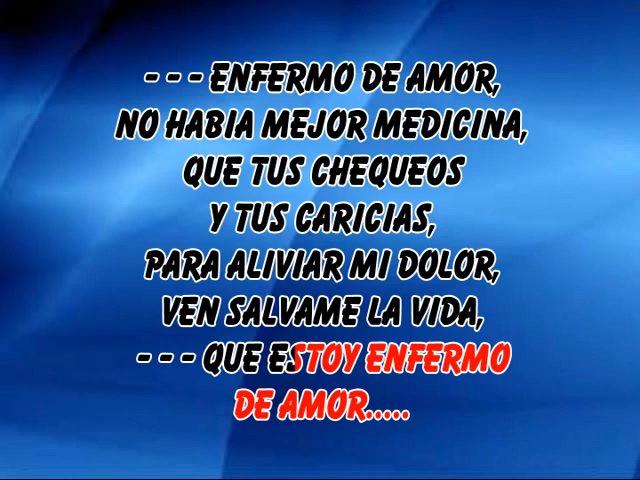 - - - ENFERMO DE AMOR,
NO HABIA MEJOR MEDICINA,
QUE TUS CHEQUEOS
Y TUS CARICIAS,
PARA ALIVIAR MI DOLOR,
VEN SALVAME LA VIDA,
- - - QUE ESTOY ENFERMO
DE AMOR.....